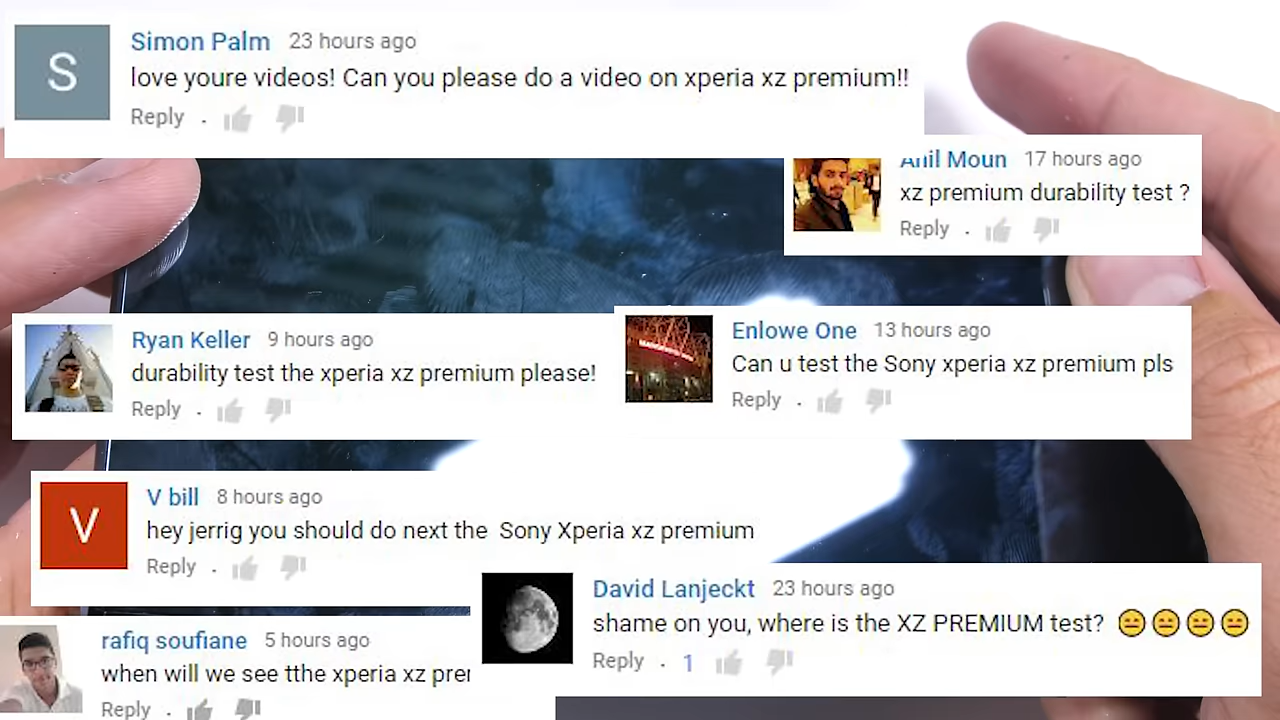 S
Simon Palm 23 hours ago
love youre videos! Can you please do a video on xperia xz premium!!
Reply .
Anil Moun 17 hours ago
xz premium durability test ?
Reply .
Ryan Keller 9 hours ago
durability test the xperia xz premium please!
Reply .
Enlowe One 13 hours ago
Can u test the Sony xperia xz premium pls
Reply .
V
V bill 8 hours ago
hey jerrig you should do next the Sony Xperia xz premium
Reply .
David Lanjeckt 23 hours ago
shame on you, where is the XZ PREMIUM test? 😑😑😑😑
Reply . 1
rafiq soufiane 5 hours ago
when will we see tthe xperia xz prer
Reply .